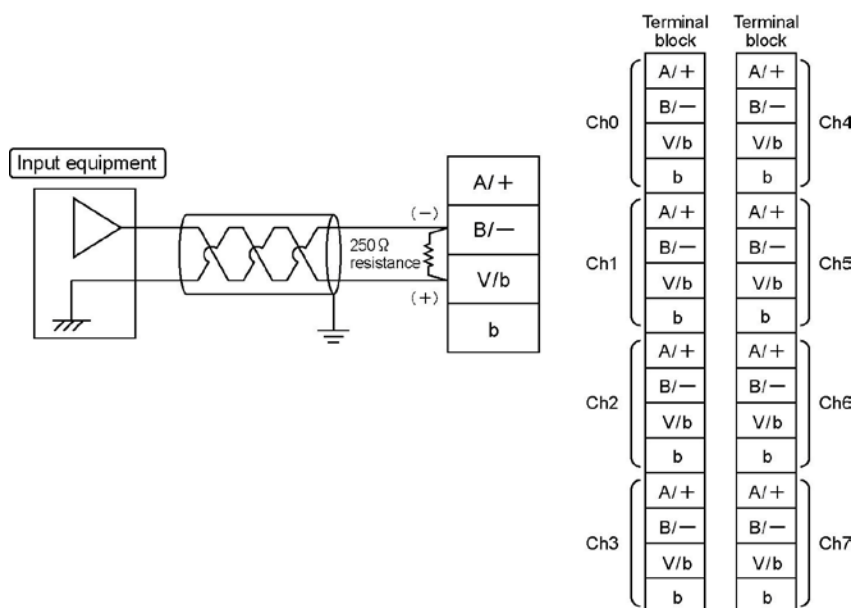 Input equipment
(-)
250Ω
resistance
(+)
A/+
B/−
V/b
b
Terminal
block
Terminal
block
Ch0
A/+
B/−
V/b
b
A/+
B/−
V/b
b
Ch4
Ch1
A/+
B/−
V/b
b
A/+
B/−
V/b
b
Ch5
Ch2
A/+
B/−
V/b
b
A/+
B/−
V/b
b
Ch6
Ch3
A/+
B/−
V/b
b
A/+
B/−
V/b
b
Ch7